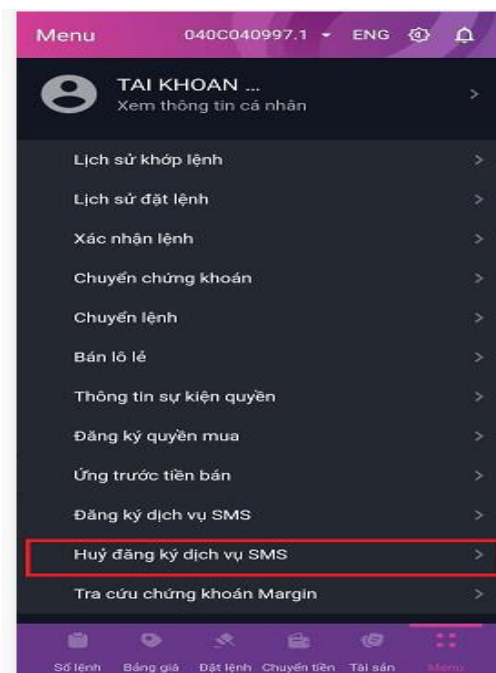 Menu 040C040997.1 ENG
TAI KHOAN ...
Xem thông tin cá nhân
Lịch sử khớp lệnh
Lịch sử đặt lệnh
Xác nhận lệnh
Chuyển chứng khoán
Chuyển lệnh
Bán lô lẻ
Thông tin sự kiện quyền
Đăng ký quyền mua
Ứng trước tiền bán
Đăng ký dịch vụ SMS
Huỷ đăng ký dịch vụ SMS
Tra cứu chứng khoán Margin
Sổ lệnh Bảng giá Đặt lệnh Chuyển tiền Tài sản Menu